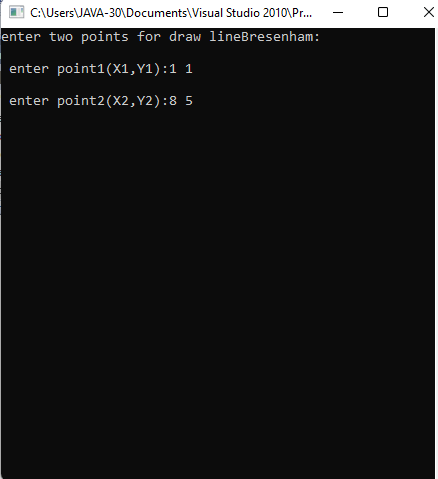 C:\Users\JAVA-30\Documents\Visual Studio 2010\Pr...
enter two points for draw lineBresenham:
enter point1(X1,Y1):1 1
enter point2(X2,Y2):8 5